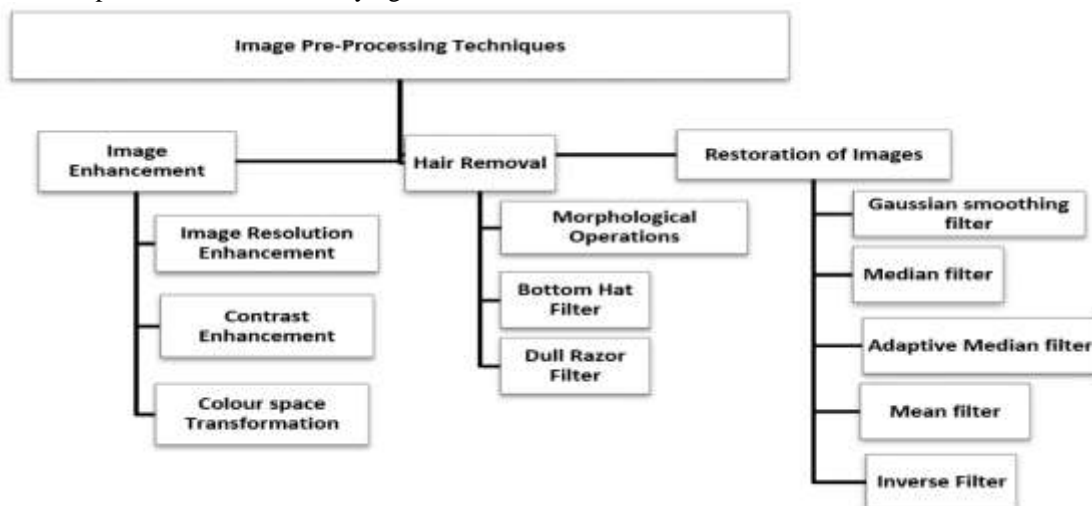 Image Pre-Processing Techniques
Image
Enhancement
Hair Removal
Restoration of Images
Image Resolution
Enhancement
Contrast
Enhancement
Colour space
Transformation
Morphological
Operations
Bottom Hat
Filter
Dull Razor
Filter
Gaussian smoothing
filter
Median filter
Adaptive Median filter
Mean filter
Inverse Filter